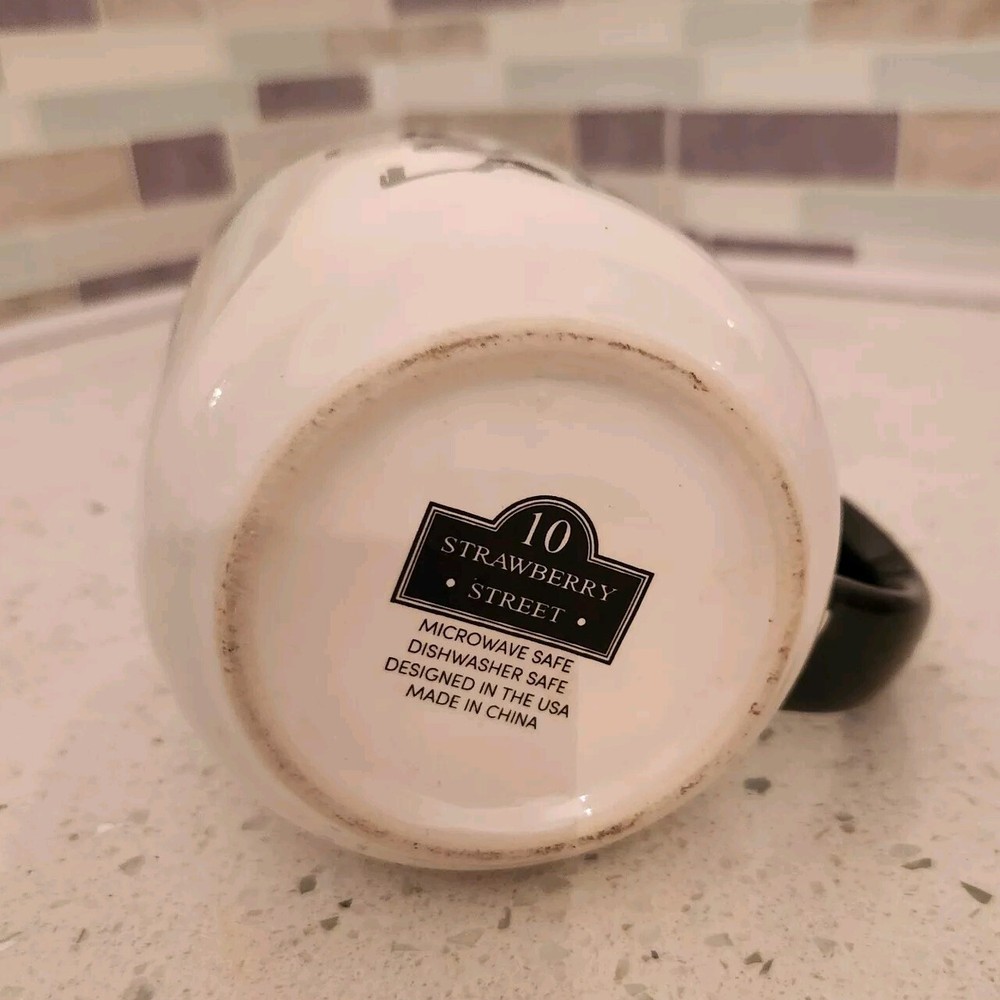 10
STRAWBERRY
• STREET •
MICROWAVE SAFE
DISHWASHER SAFE
DESIGNED IN THE USA
MADE IN CHINA